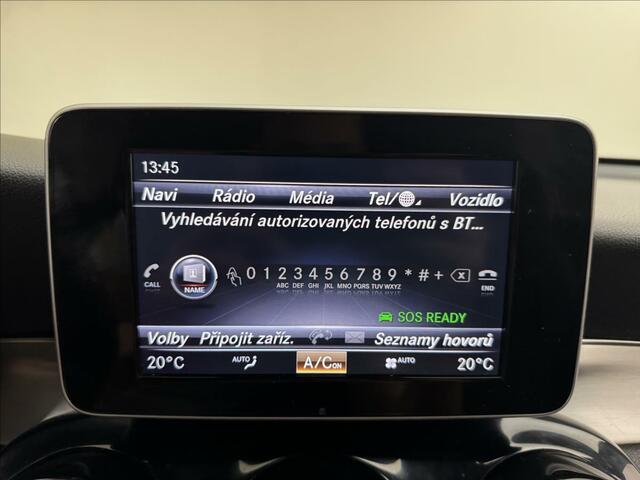 13:45
Navi Rádio Média Tel/ Vozidlo
Vyhledávání autorizovaných telefonů s BT...
CALL NAME 0 1 2 3 4 5 6 7 8 9 * # + END
ABC DEF GHI JKL MNO PQR STU TUV WXYZ
SOS READY
Volby Připojit zaříz. Seznamy hovorů
20°C AUTO A/C ON AUTO 20°C